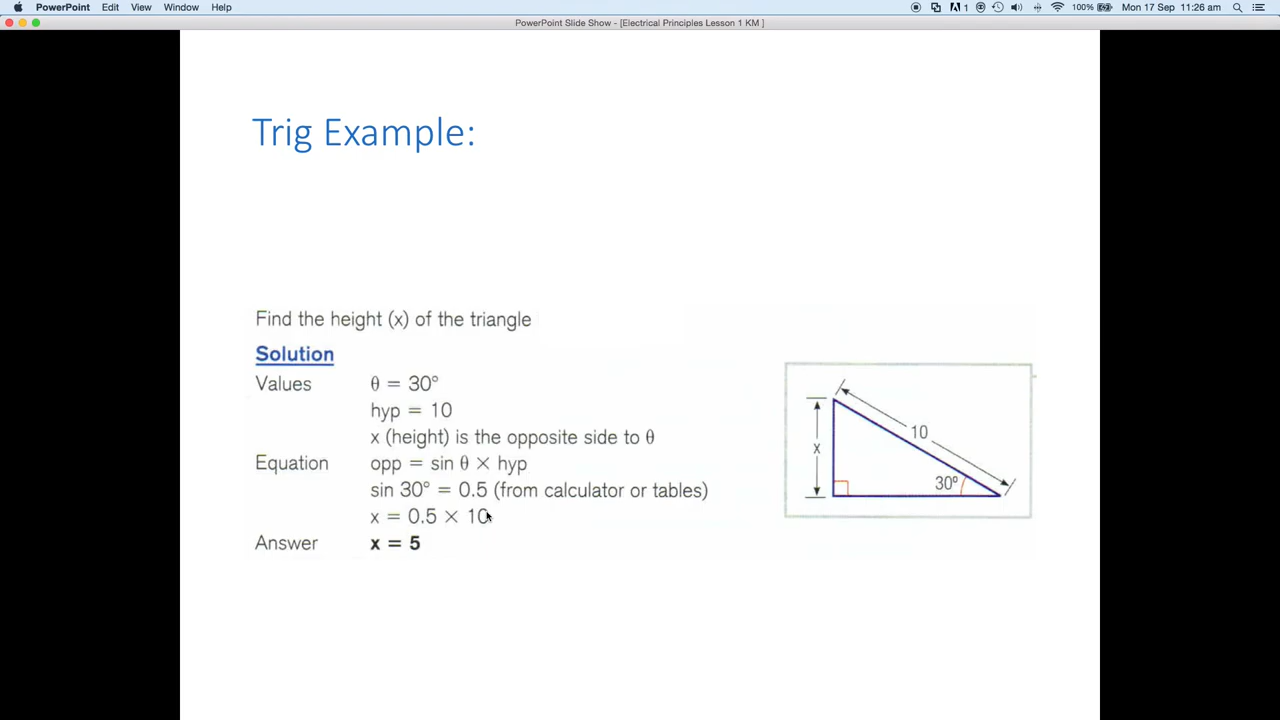 PowerPoint Edit View Window Help 1 100% Mon 17 Sep 11:26 am
PowerPoint Slide Show - [Electrical Principles Lesson 1 KM ]
Trig Example:
Find the height (x) of the triangle
Solution
Values θ = 30°
hyp = 10
x (height) is the opposite side to θ
Equation opp = sin θ × hyp
sin 30° = 0.5 (from calculator or tables)
x = 0.5 × 10
Answer x = 5
10
x
30º